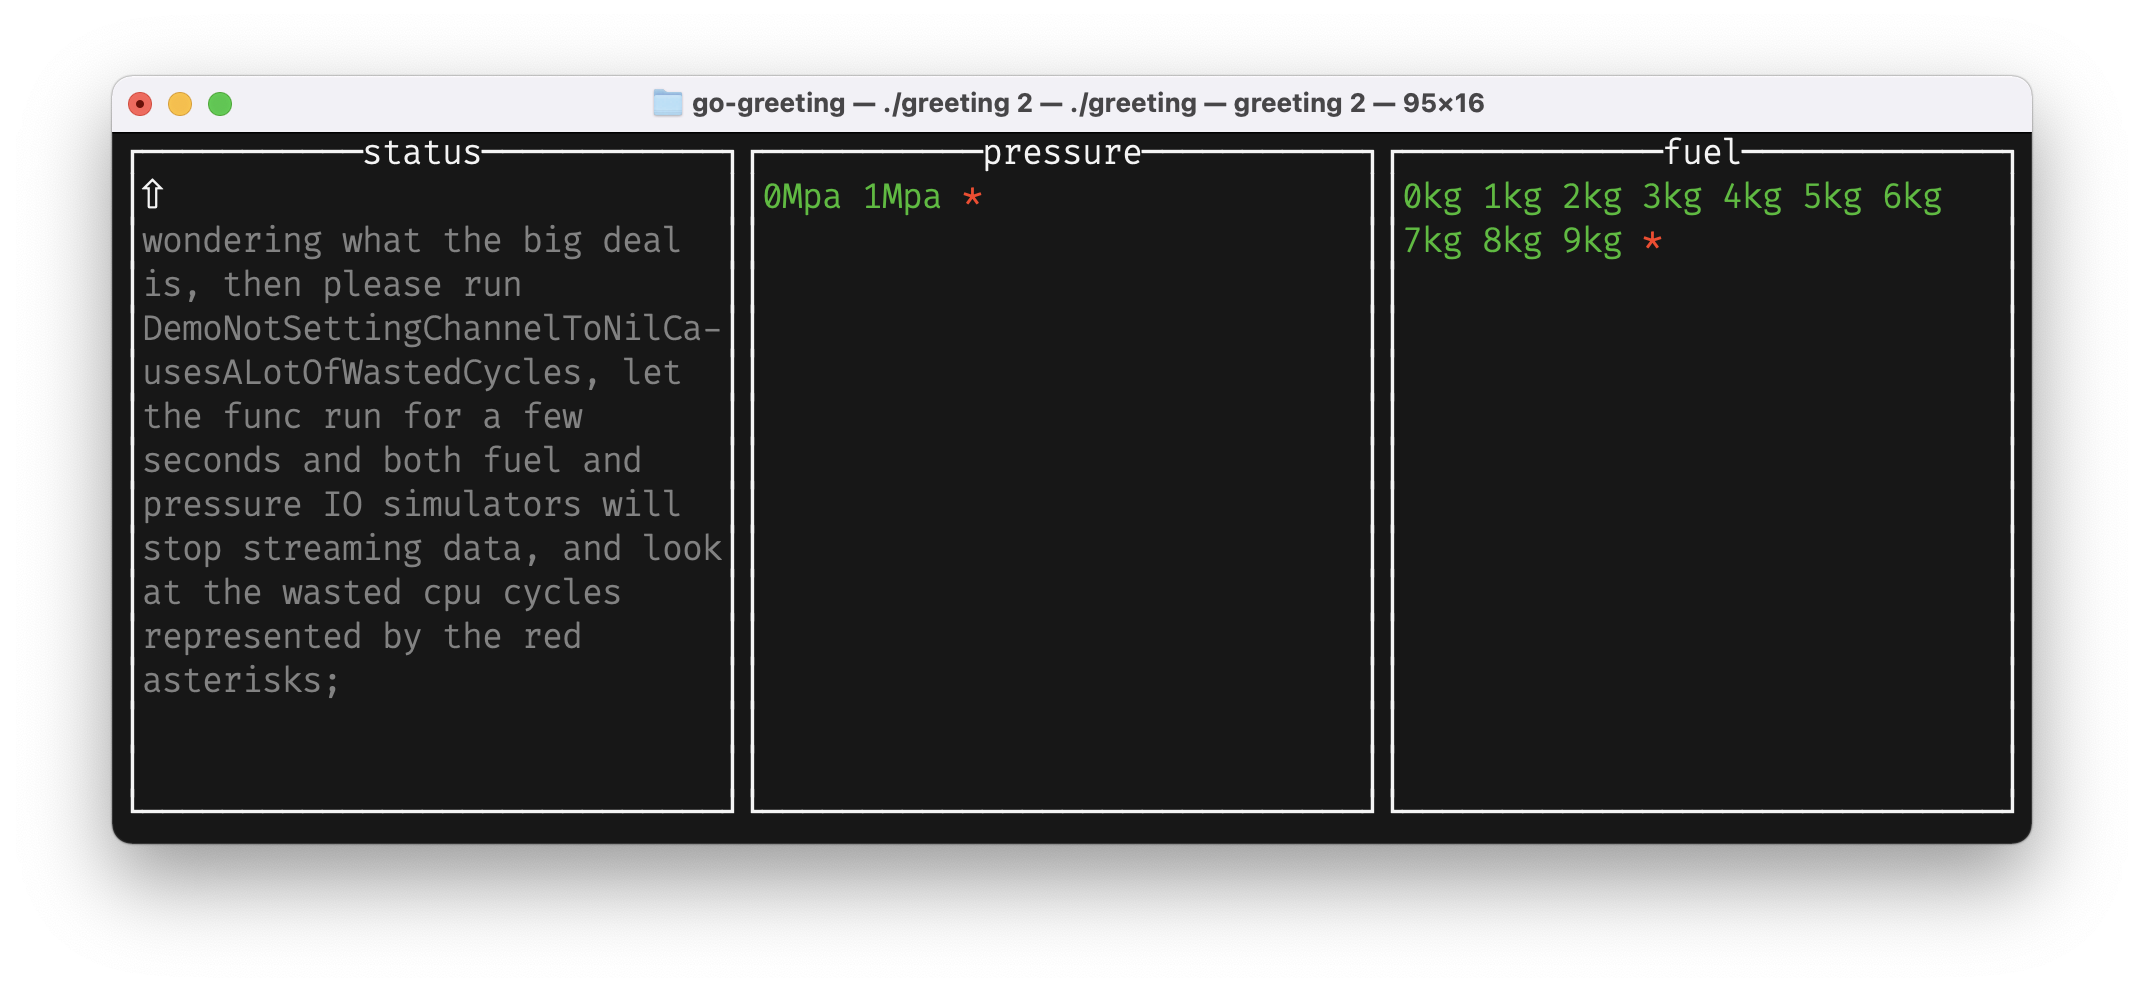 go-greeting — ./greeting 2 — ./greeting — greeting 2 — 95×16
status
⇧
wondering what the big deal
is, then please run
DemoNotSettingChannelToNilCa-
usesALotOfWastedCycles, let
the func run for a few
seconds and both fuel and
pressure IO simulators will
stop streaming data, and look
at the wasted cpu cycles
represented by the red
asterisks;
pressure
0Mpa 1Mpa *
fuel
0kg 1kg 2kg 3kg 4kg 5kg 6kg
7kg 8kg 9kg *